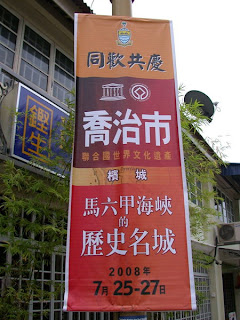 同歡共慶
喬治市
聯合國世界文化遺產
檳城
馬六甲海峽
的
歷史名城
2008年
7月25-27日
鋰生